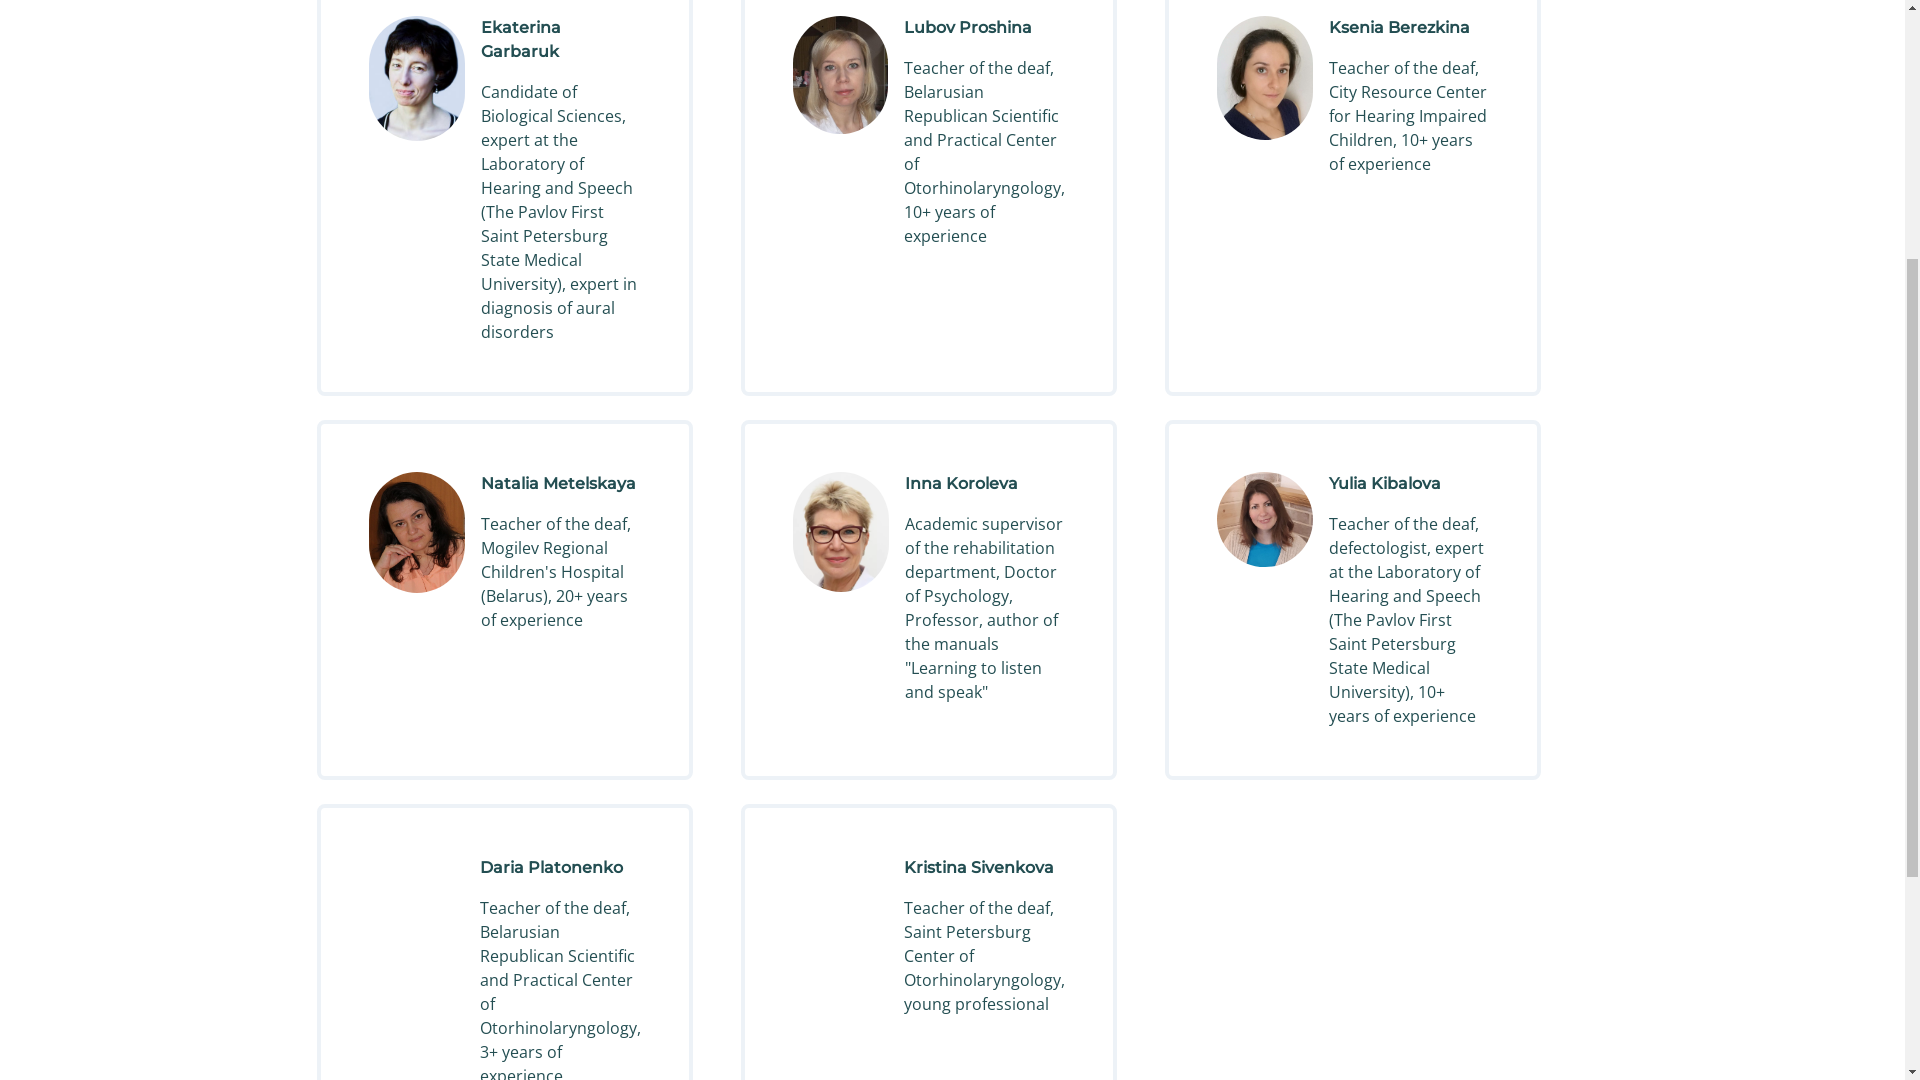 Ekaterina
Garbaruk
Candidate of
Biological Sciences,
expert at the
Laboratory of
Hearing and Speech
(The Pavlov First
Saint Petersburg
State Medical
University), expert in
diagnosis of aural
disorders
Lubov Proshina
Teacher of the deaf,
Belarusian
Republican Scientific
and Practical Center
of
Otorhinolaryngology,
10+ years of
experience
Ksenia Berezkina
Teacher of the deaf,
City Resource Center
for Hearing Impaired
Children, 10+ years
of experience
Natalia Metelskaya
Teacher of the deaf,
Mogilev Regional
Children's Hospital
(Belarus), 20+ years
of experience
Inna Koroleva
Academic supervisor
of the rehabilitation
department, Doctor
of Psychology,
Professor, author of
the manuals
"Learning to listen
and speak"
Yulia Kibalova
Teacher of the deaf,
defectologist, expert
at the Laboratory of
Hearing and Speech
(The Pavlov First
Saint Petersburg
State Medical
University), 10+
years of experience
Daria Platonenko
Teacher of the deaf,
Belarusian
Republican Scientific
and Practical Center
of
Otorhinolaryngology,
3+ years of
experience
Kristina Sivenkova
Teacher of the deaf,
Saint Petersburg
Center of
Otorhinolaryngology,
young professional